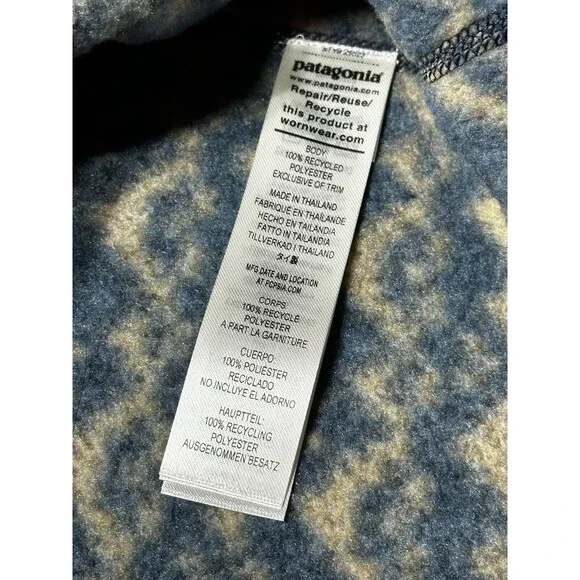 patagonia®
www.patagonia.com
Repair/Reuse/
Recycle
this product at
wornwear.com
BODY:
100% RECYCLED
POLYESTER
EXCLUSIVE OF TRIM
MADE IN THAILAND
FABRIQUÉ EN THAÏLANDE
HECHO EN TAILANDIA
FATTO IN TAILANDIA
TILLVERKAD I THAILAND
タイ製
MFG. DATE AND LOCATION
AT PCPSIA.COM
CORPS:
100% RECYCLÉ
POLYESTER
A PART LA GARNITURE
CUERPO:
100% POLIÉSTER
RECICLADO
NO INCLUYE EL ADORNO
HAUPTTEIL:
100% RECYCLING
POLYESTER
AUSGENOMMEN BESATZ